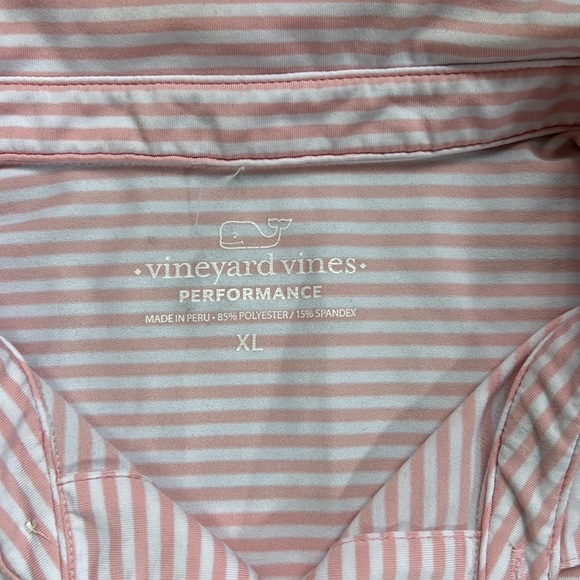 • vineyard vines •
PERFORMANCE
MADE IN PERU • 85% POLYESTER / 15% SPANDEX
XL